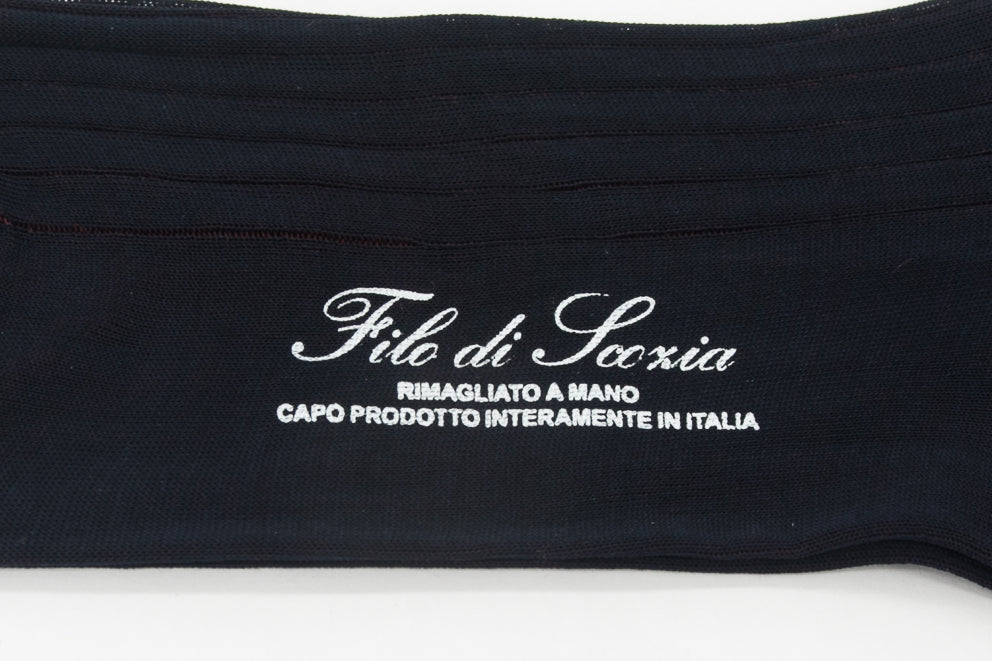 Filo di Scozia
RIMAGLIATO A MANO
CAPO PRODOTTO INTERAMENTE IN ITALIA